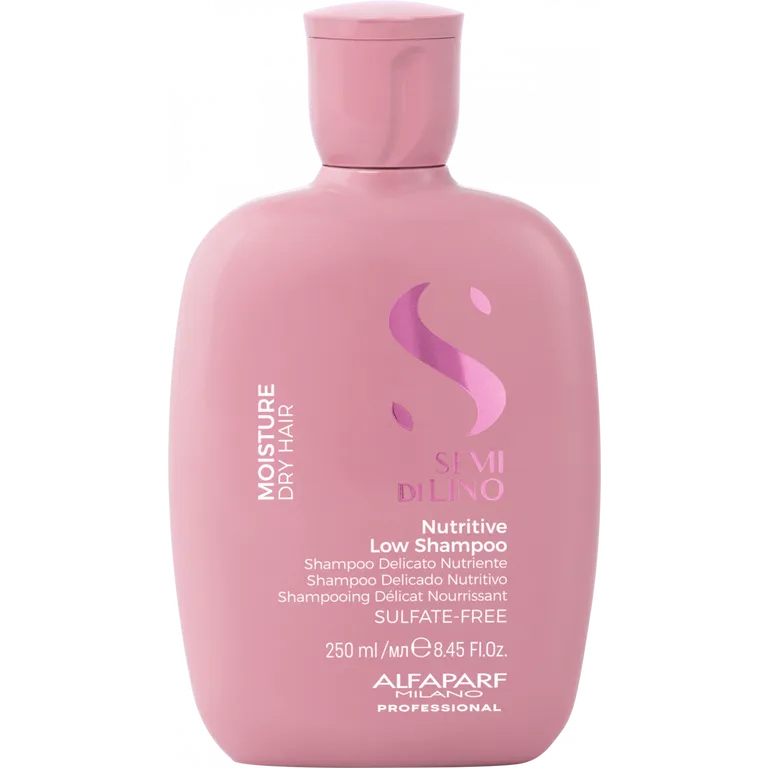 MOISTURE
DRY HAIR
SEMI
DI LINO
Nutritive
Low Shampoo
Shampoo Delicato Nutriente
Shampoo Delicado Nutritivo
Shampooing Délicat Nourrissant
SULFATE-FREE
250 ml /мл ℮ 8.45 Fl.Oz.
ALFAPARF
MILANO
PROFESSIONAL